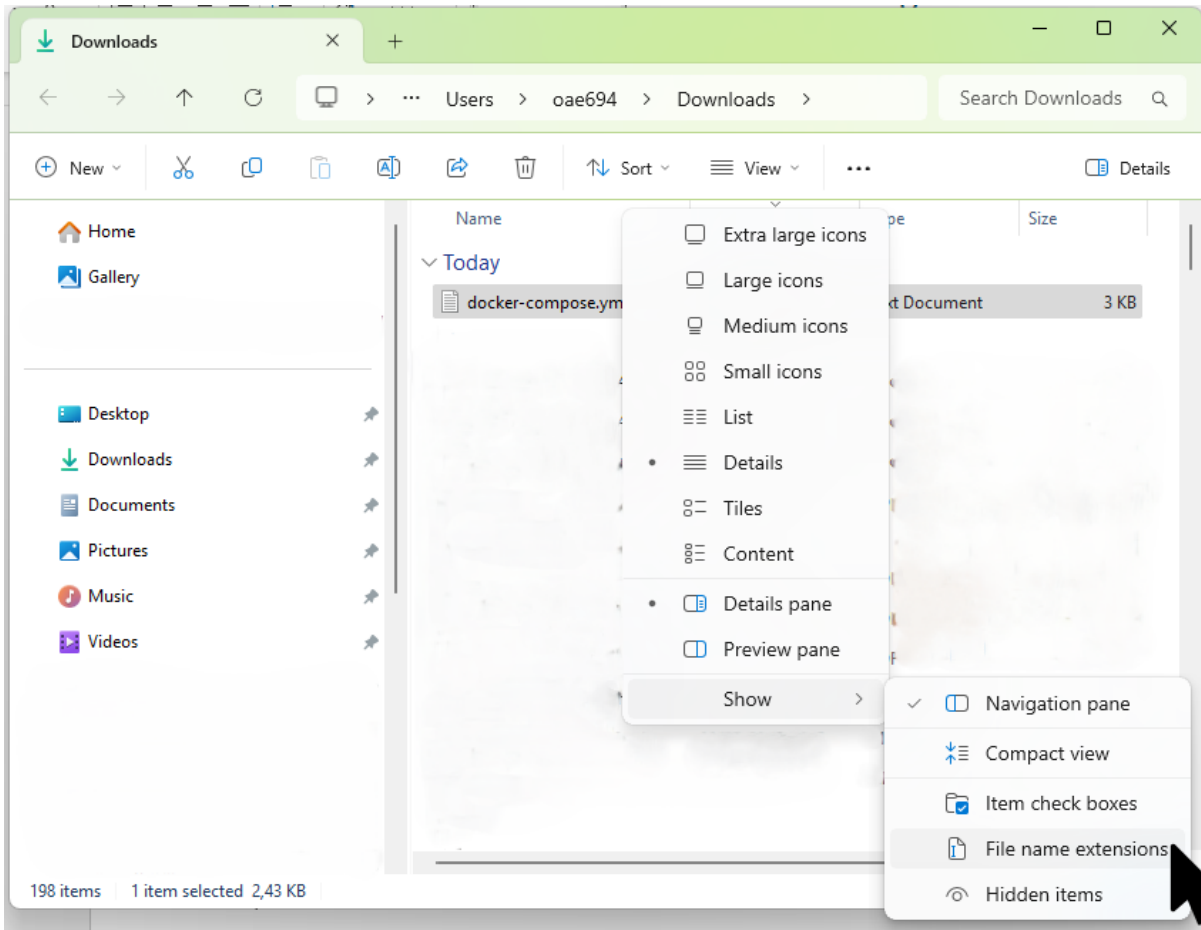 Downloads
Users > oae694 > Downloads >
Search Downloads
New
Sort
View
Details
Home
Gallery
Desktop
Downloads
Documents
Pictures
Music
Videos
Name
pe
Size
Today
docker-compose.ym
xt Document
3 KB
Extra large icons
Large icons
Medium icons
Small icons
List
Details
Tiles
Content
Details pane
Preview pane
Show
Navigation pane
Compact view
Item check boxes
File name extensions
Hidden items
198 items
1 item selected 2,43 KB